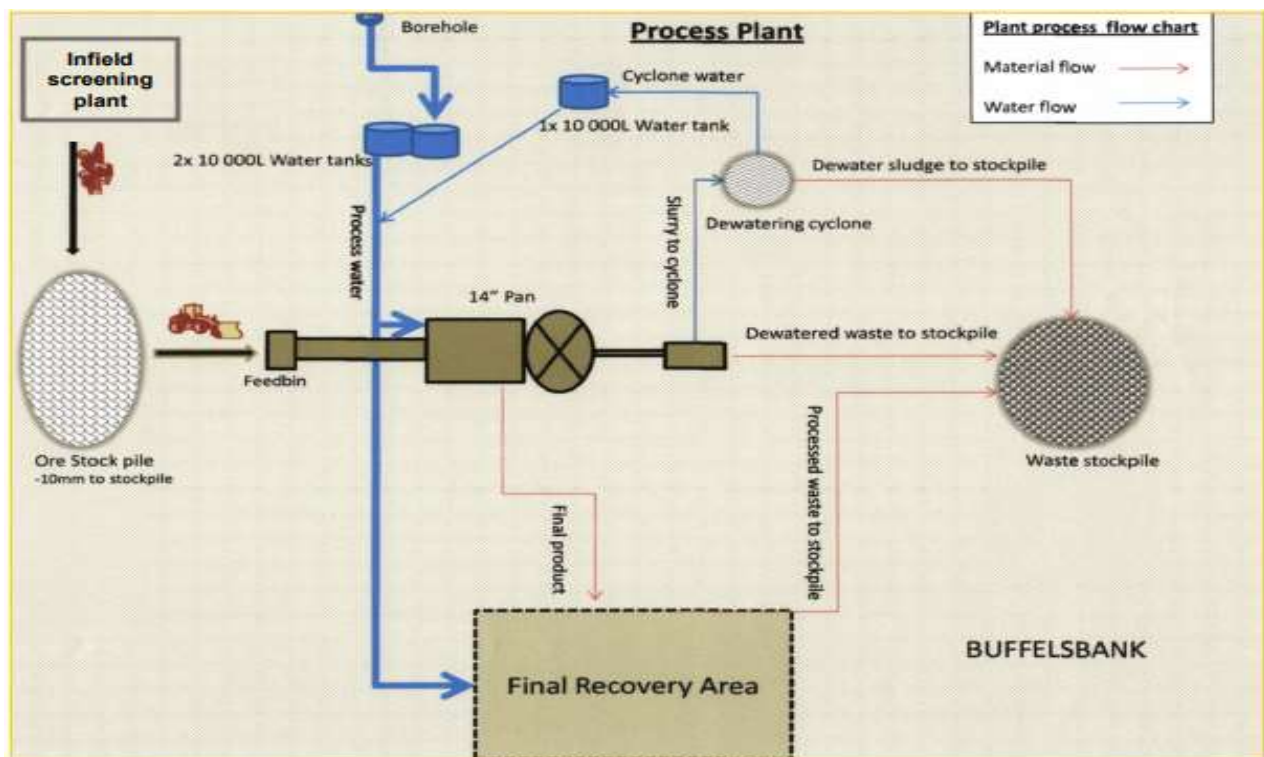 Infield
screening
plant
Borehole
Process Plant
Plant process flow chart
Material flow
Water flow
Cyclone water
1x 10 000L Water tank
2x 10 000L Water tanks
Dewater sludge to stockpile
Dewatering cyclone
Slurry to cyclone
Process water
14" Pan
Feedbin
Dewatered waste to stockpile
Ore Stock pile
-10mm to stockpile
Waste stockpile
Processed waste to stockpile
Final product
Final Recovery Area
BUFFELSBANK